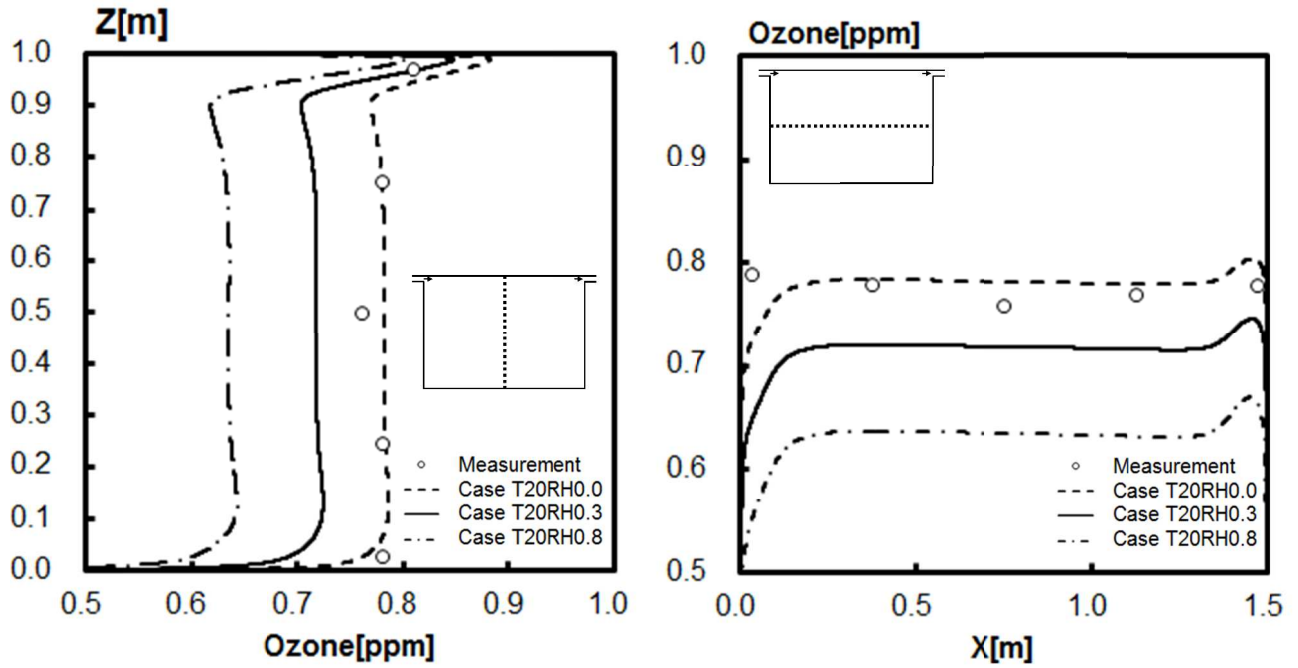 Z[m]
1.0
0.9
0.8
0.7
0.6
0.5
0.4
0.3
0.2
0.1
0.0
Measurement
Case T20RH0.0
Case T20RH0.3
Case T20RH0.8
0.5 0.6 0.7 0.8 0.9 1.0
Ozone[ppm]
Ozone[ppm]
1.0
0.9
0.8
0.7
0.6
0.5
Measurement
Case T20RH0.0
Case T20RH0.3
Case T20RH0.8
0.0 0.5 1.0 1.5
X[m]